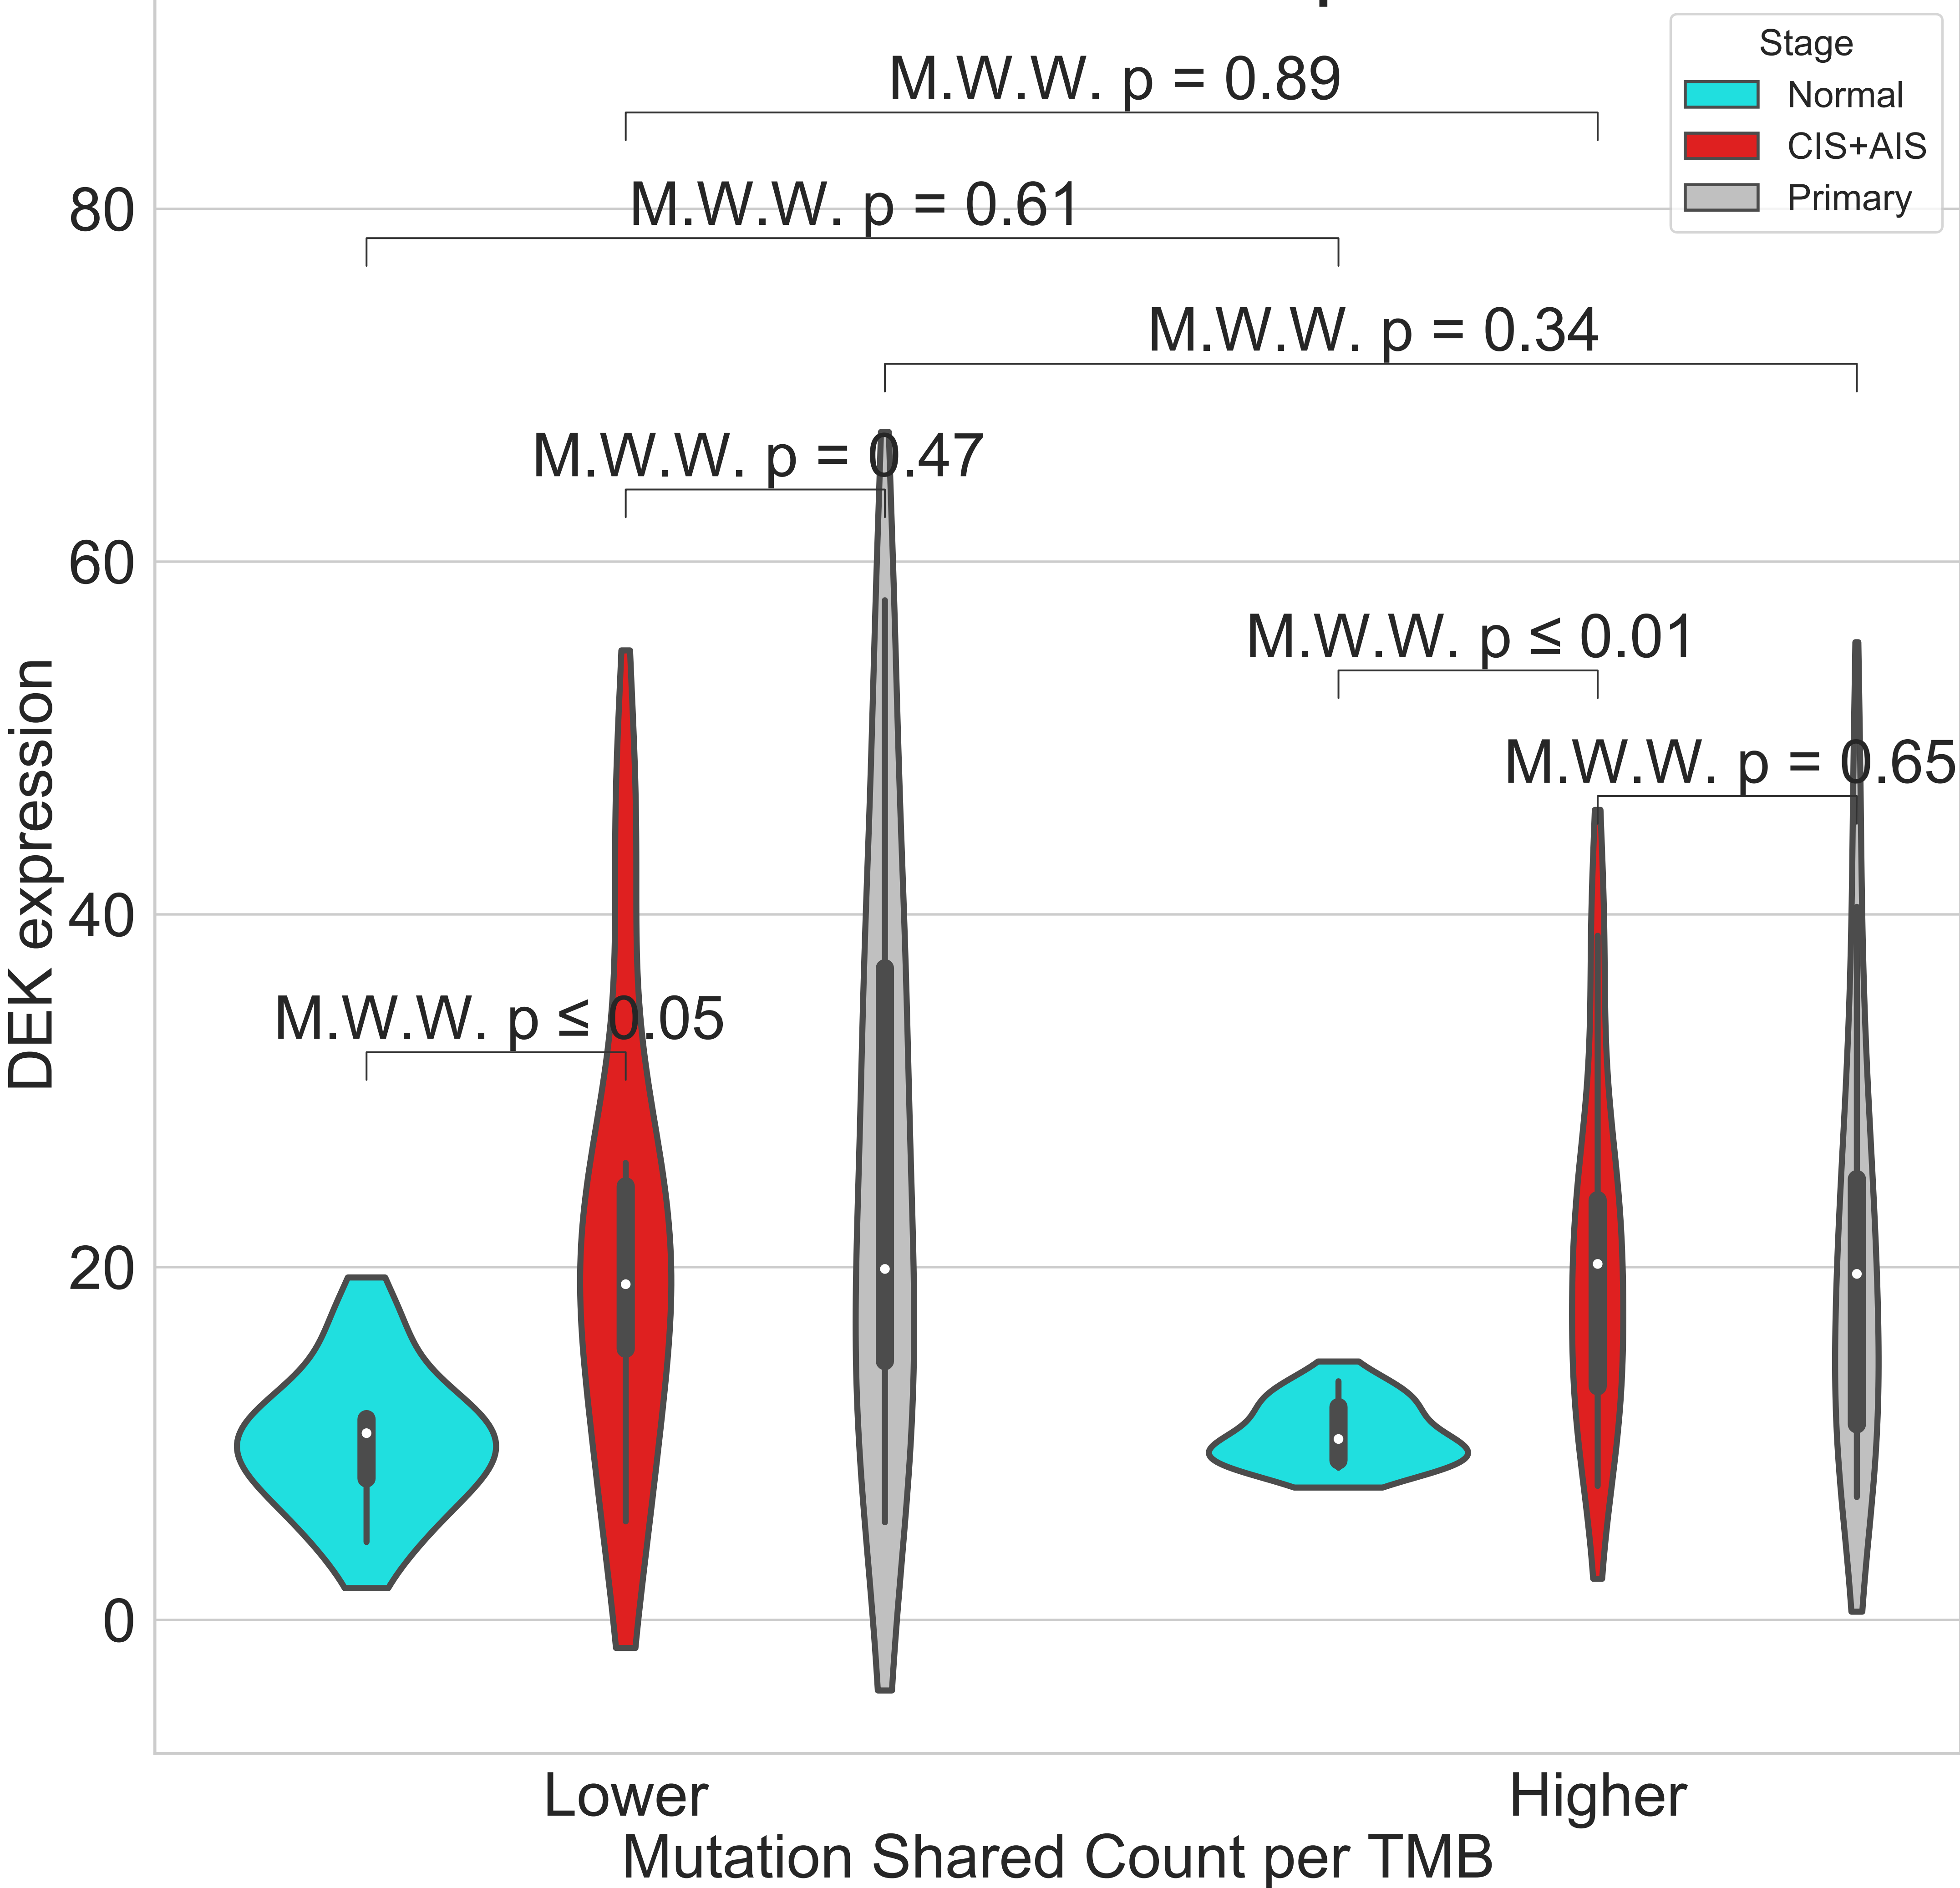 M.W.W. p = 0.89
Stage
Normal
CIS+AIS
Primary
M.W.W. p = 0.61
M.W.W. p = 0.34
M.W.W. p = 0.47
M.W.W. p ≤ 0.01
M.W.W. p = 0.65
M.W.W. p ≤ 0.05
80
60
40
20
0
DEK expression
Lower
Higher
Mutation Shared Count per TMB